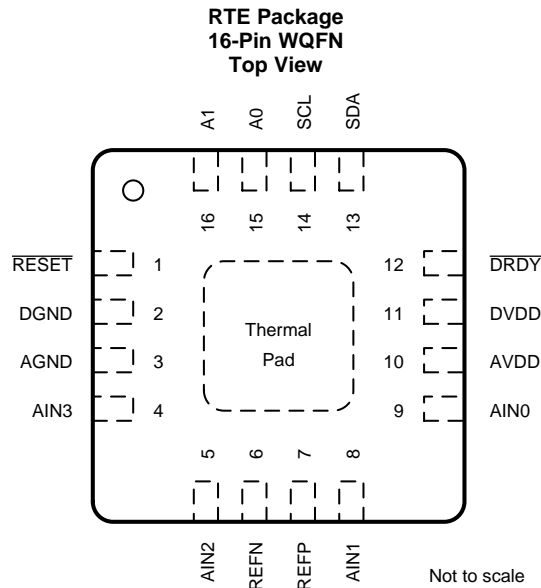 RTE Package
16-Pin WQFN
Top View
A1 A0 SCL SDA
16 15 14 13
RESET 1 12 DRDY
DGND 2 11 DVDD
AGND 3 10 AVDD
AIN3 4 9 AIN0
Thermal
Pad
5 6 7 8
AIN2 REFN REFP AIN1
Not to scale